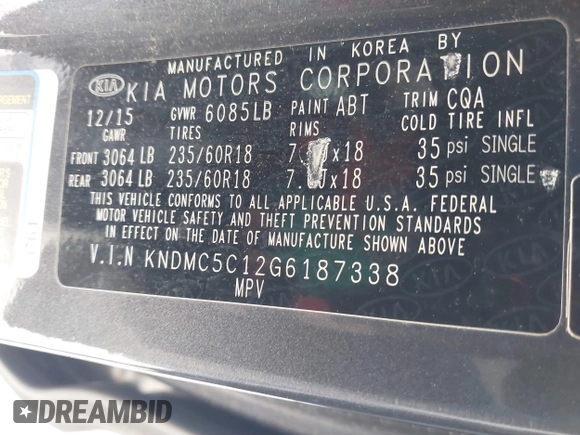 MANUFACTURED IN KOREA BY
KIA KIA MOTORS CORPORATION
12/15 GVWR 6085LB PAINT ABT TRIM CQA
GAWR TIRES RIMS COLD TIRE INFL
FRONT 3064 LB 235/60R18 x18 35 psi SINGLE
REAR 3064 LB 235/60R18 x18 35 psi SINGLE
THIS VEHICLE CONFORMS TO ALL APPLICABLE U.S.A. FEDERAL
MOTOR VEHICLE SAFETY AND THEFT PREVENTION STANDARDS
IN EFFECT ON THE DATE OF MANUFACTURE SHOWN ABOVE
V.I.N KNDMC5C12G6187338
MPV
DREAMBID